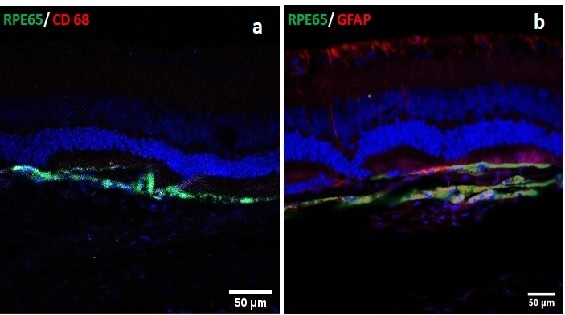 RPE65/ CD 68
a
50 µm
RPE65/ GFAP
b
50 µm